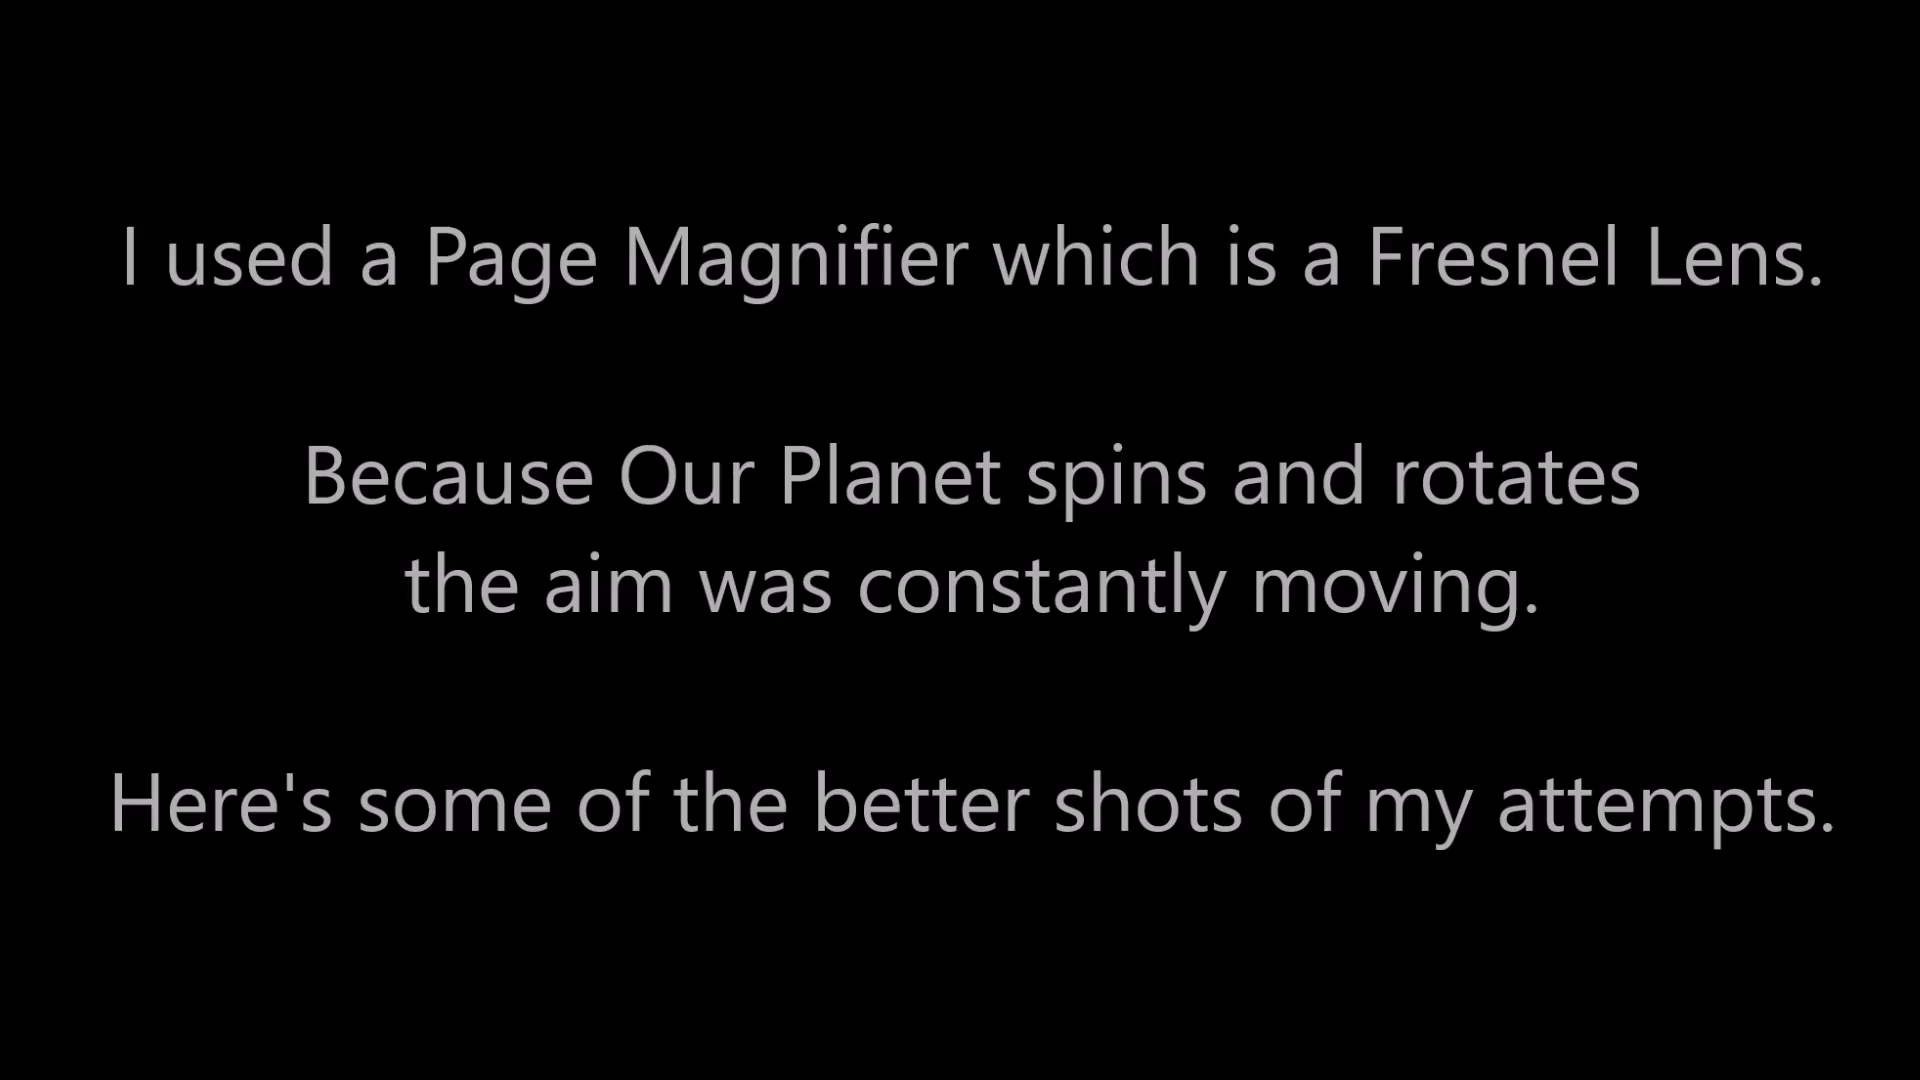 I used a Page Magnifier which is a Fresnel Lens.
Because Our Planet spins and rotates
the aim was constantly moving.
Here's some of the better shots of my attempts.